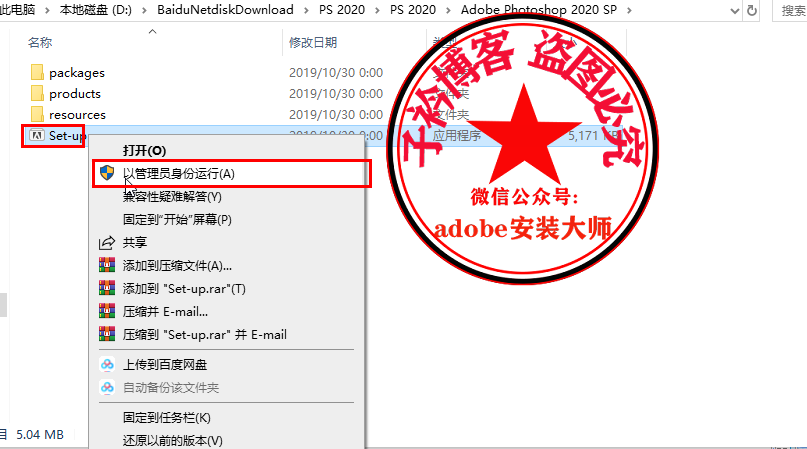 此电脑 > 本地磁盘 (D:) > BaiduNetdiskDownload > PS 2020 > PS 2020 > Adobe Photoshop 2020 SP >
搜索
名称 修改日期 类型
packages 2019/10/30 0:00 文件夹
products 2019/10/30 0:00 文件夹
resources 2019/10/30 0:00 文件夹
Set-up 2019/10/30 0:00 应用程序 5,171 KB
打开(O)
以管理员身份运行(A)
兼容性疑难解答(Y)
固定到"开始"屏幕(P)
共享
添加到压缩文件(A)...
添加到 "Set-up.rar"(T)
压缩并 E-mail...
压缩到 "Set-up.rar" 并 E-mail
上传到百度网盘
自动备份该文件夹
固定到任务栏(K)
还原以前的版本(V)
5.04 MB
子衿博客 盗图必究
微信公众号:
adobe安装大师